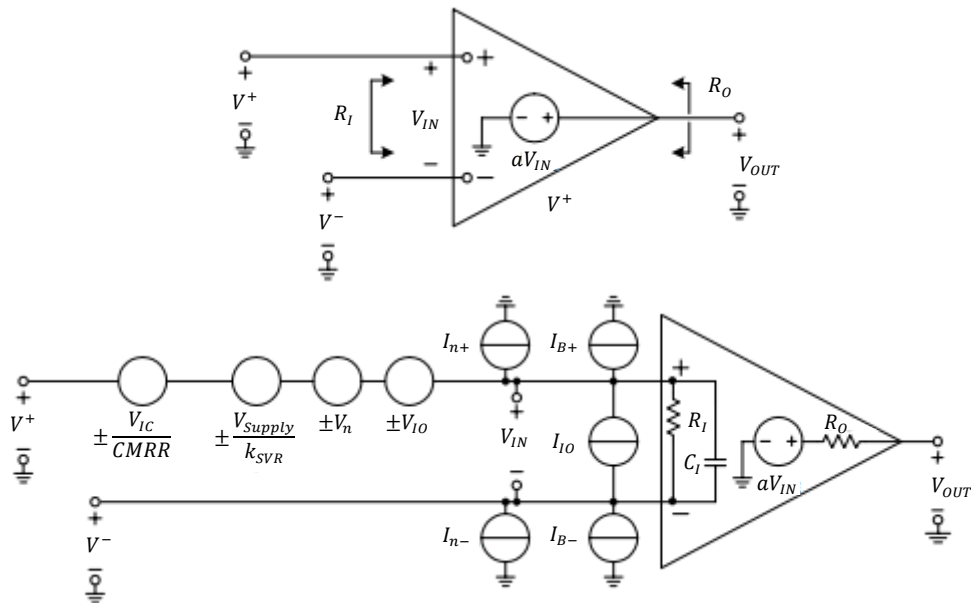 V⁺
R_I
V_IN
aV_IN
R_O
V_OUT
V⁻
V⁺
I_n+
I_B+
V⁺
± V_IC/CMRR
± V_Supply/k_SVR
±V_n
±V_IO
V_IN
I_IO
R_I
C_I
aV_IN
R_O
V_OUT
V⁻
I_n−
I_B−